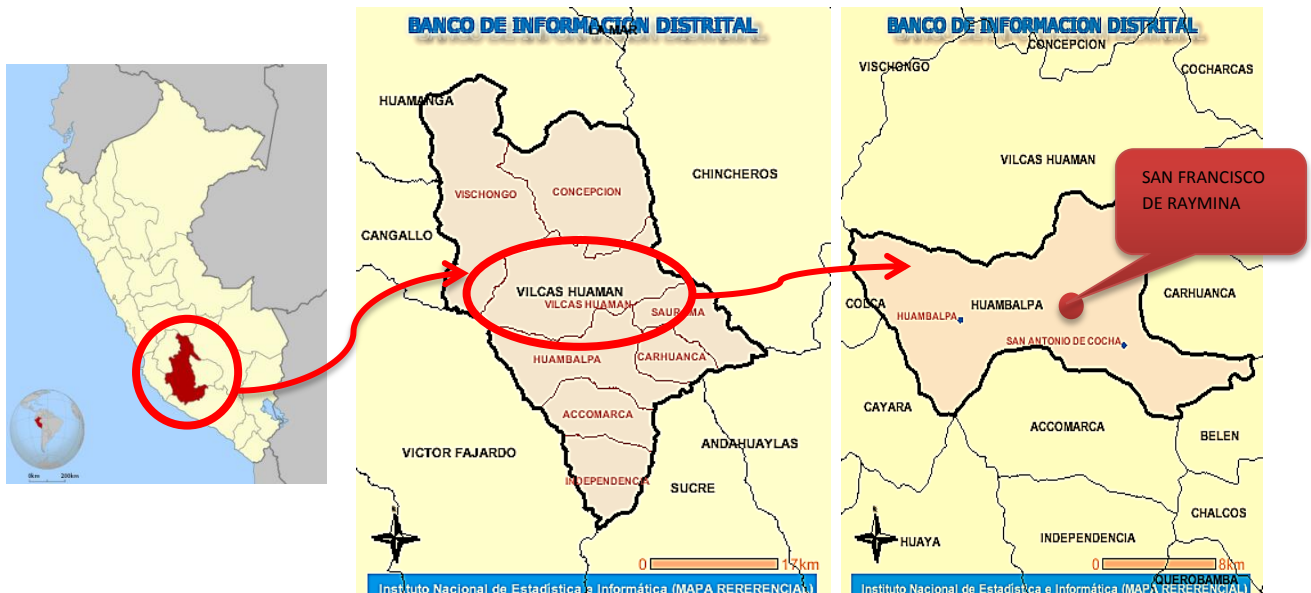 0km 200km
BANCO DE INFORMACION DISTRITAL
LA MAR
HUAMANGA
CHINCHEROS
VISCHONGO
CONCEPCION
CANGALLO
VILCAS HUAMAN
VILCAS HUAMAN
SAURAMA
HUAMBALPA
CARHUANCA
ACCOMARCA
VICTOR FAJARDO
ANDAHUAYLAS
INDEPENDENCIA
SUCRE
0 17km
Instituto Nacional de Estadística e Informática (MAPA RERERENCIAL)
BANCO DE INFORMACION DISTRITAL
CONCEPCION
VISCHONGO
COCHARCAS
VILCAS HUAMAN
SAN FRANCISCO
DE RAYMINA
CARHUANCA
COLCA
HUAMBALPA
HUAMBALPA
SAN ANTONIO DE COCHA
CAYARA
ACCOMARCA
BELEN
CHALCOS
HUAYA
INDEPENDENCIA
0 8km
QUEROBAMBA
Instituto Nacional de Estadística e Informática (MAPA RERERENCIAL)